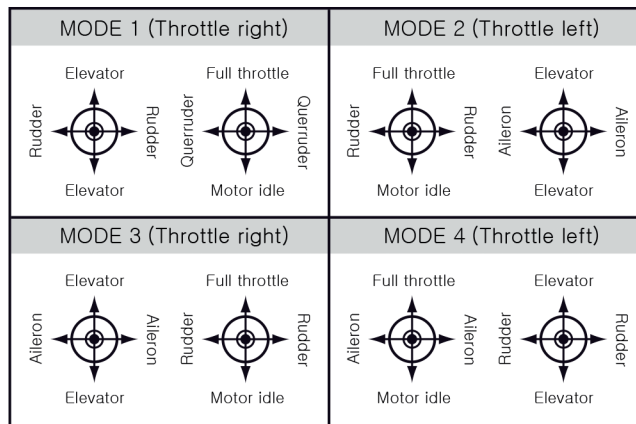 MODE 1 (Throttle right)
Elevator
Full throttle
Rudder
Rudder
Querruder
Querruder
Elevator
Motor idle
MODE 2 (Throttle left)
Full throttle
Elevator
Rudder
Rudder
Aileron
Aileron
Motor idle
Elevator
MODE 3 (Throttle right)
Elevator
Full throttle
Aileron
Aileron
Rudder
Rudder
Elevator
Motor idle
MODE 4 (Throttle left)
Full throttle
Elevator
Aileron
Aileron
Rudder
Rudder
Motor idle
Elevator